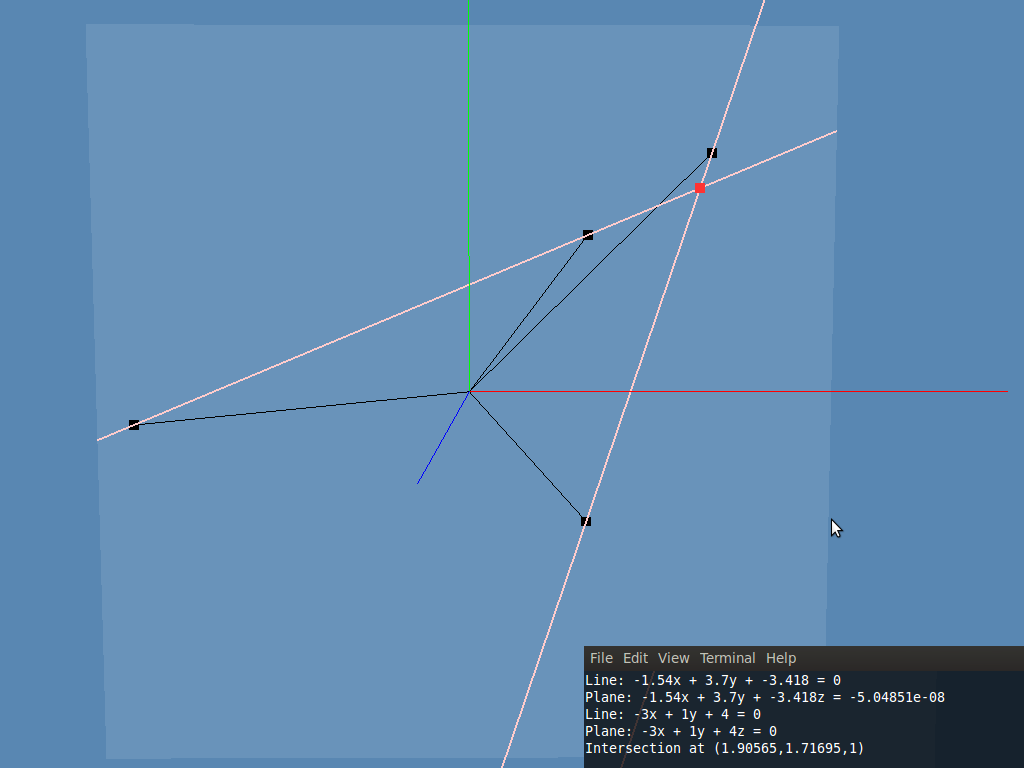 File Edit View Terminal Help
Line: -1.54x + 3.7y + -3.418 = 0
Plane: -1.54x + 3.7y + -3.418z = -5.04851e-08
Line: -3x + 1y + 4 = 0
Plane: -3x + 1y + 4z = 0
Intersection at (1.90565,1.71695,1)